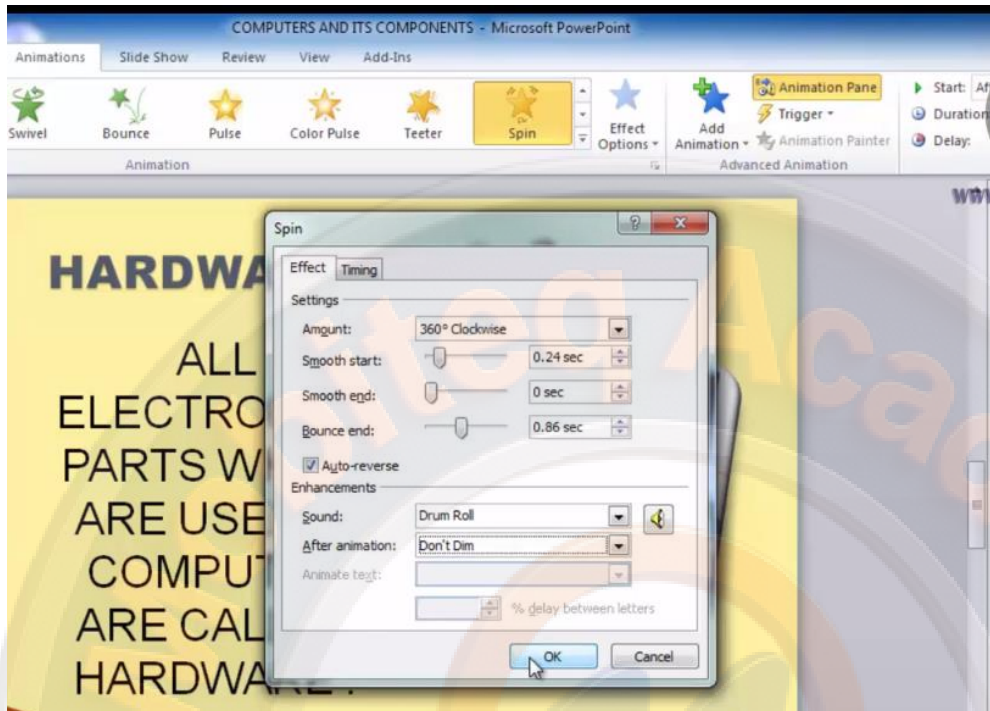 COMPUTERS AND ITS COMPONENTS - Microsoft PowerPoint
Animations Slide Show Review View Add-Ins
Swivel Bounce Pulse Color Pulse Teeter Spin Effect Options Add Animation Animation Pane Trigger Animation Painter Start: Af Duration Delay:
Animation Advanced Animation
WW
Spin
Effect Timing
Settings
Amount: 360° Clockwise
Smooth start: 0.24 sec
Smooth end: 0 sec
Bounce end: 0.86 sec
Auto-reverse
Enhancements
Sound: Drum Roll
After animation: Don't Dim
Animate text:
% delay between letters
OK Cancel
HARDWA
ALL
ELECTRO
PARTS W
ARE USE
COMPUT
ARE CAL
HARDWA